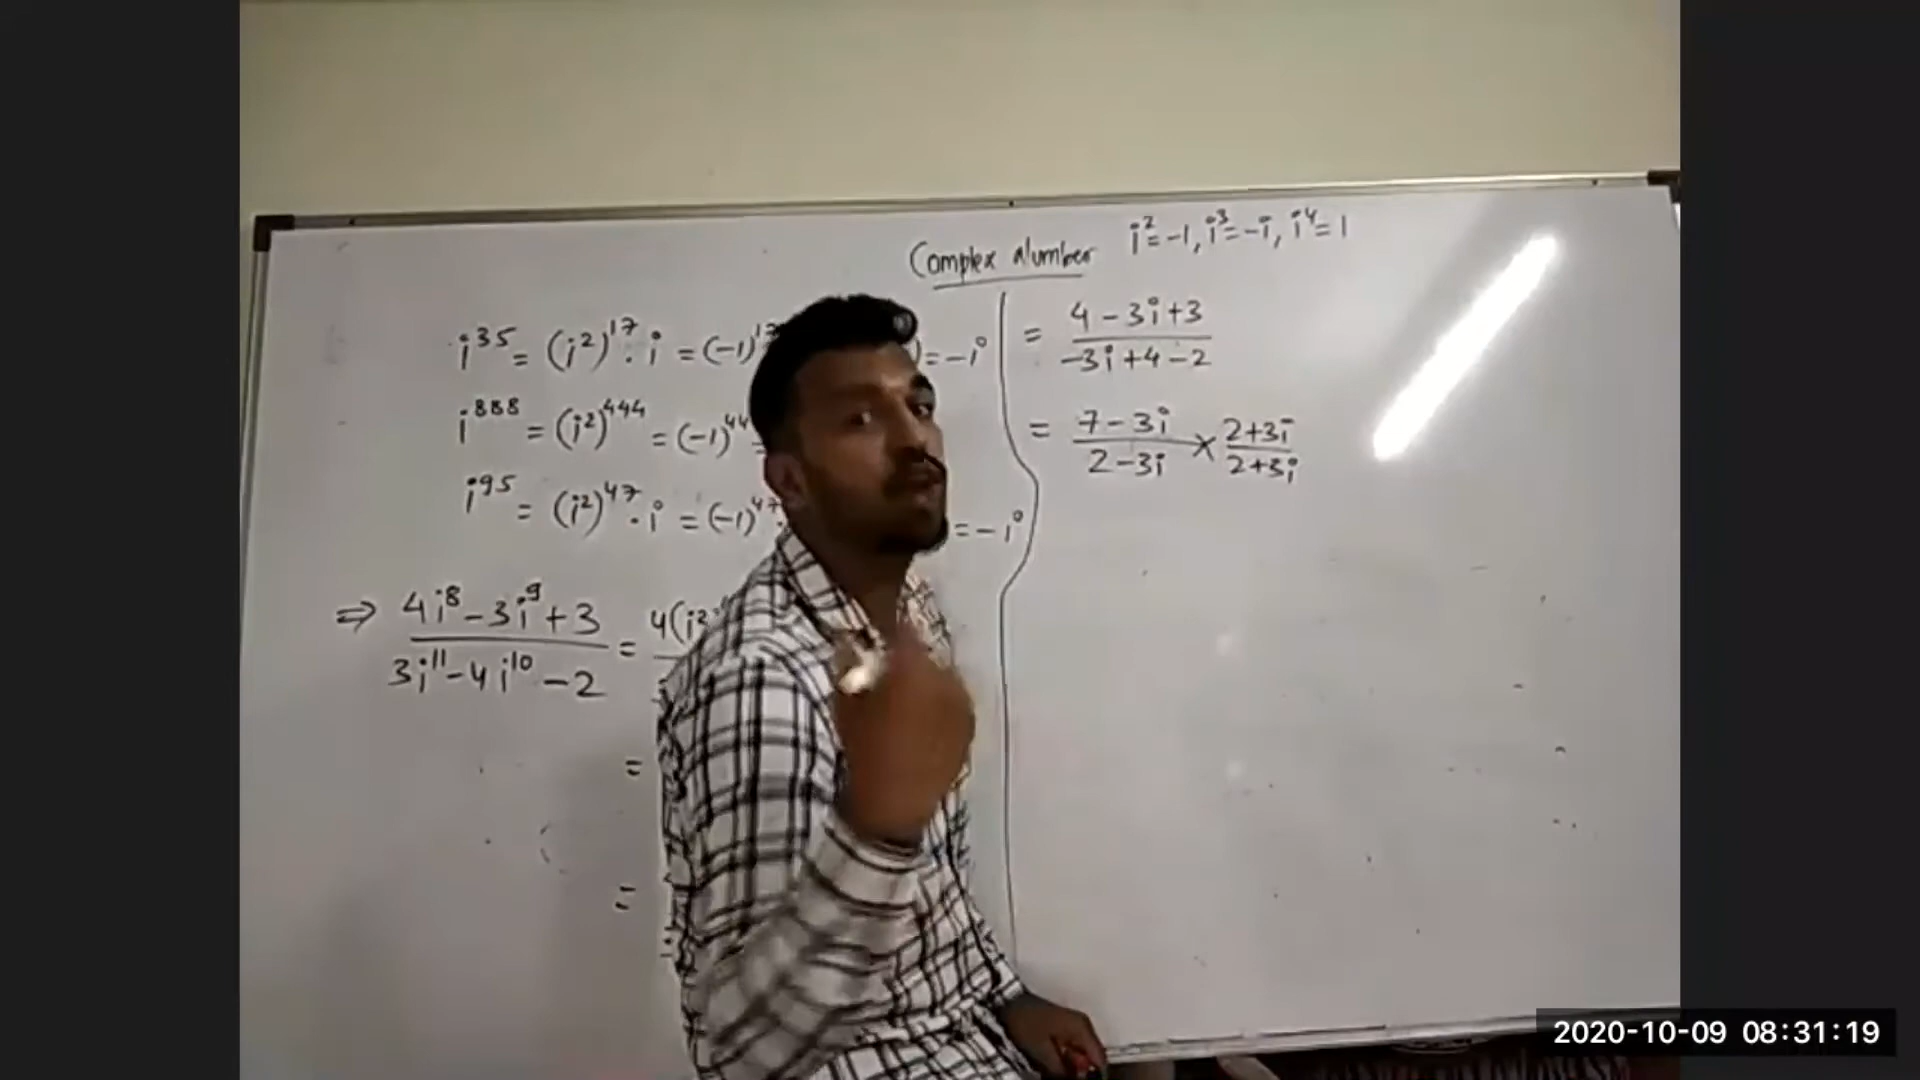 Complex Number i²=-1, i³=-i, i⁴=1
i³⁵ = (i²)¹⁷ · i = (-1)¹⁷
= -i
i⁸⁸⁸ = (i²)⁴⁴⁴ = (-1)⁴⁴
i⁹⁵ = (i²)⁴⁷ · i = (-1)⁴⁷
= -i
⇒ 4i⁸ - 3i⁹ + 3 / 3i¹¹ - 4i¹⁰ - 2 = 4(i²
=
=
= 4 - 3i + 3 / -3i + 4 - 2
= 7 - 3i / 2 - 3i × 2 + 3i / 2 + 3i
2020-10-09 08:31:19